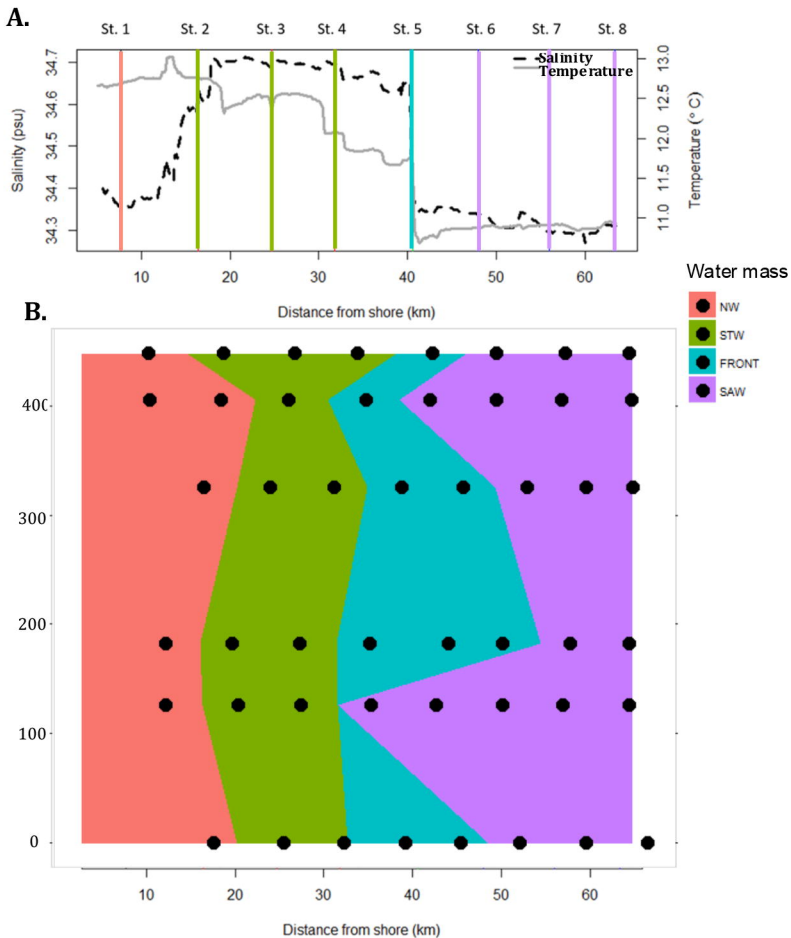 A.
St. 1 St. 2 St. 3 St. 4 St. 5 St. 6 St. 7 St. 8
Salinity
Temperature
34.7
34.6
34.5
34.4
34.3
Salinity (psu)
13.0
12.5
12.0
11.5
11.0
Temperature (° C)
10 20 30 40 50 60
Distance from shore (km)
B.
Water mass
NW
STW
FRONT
SAW
400
300
200
100
0
10 20 30 40 50 60
Distance from shore (km)